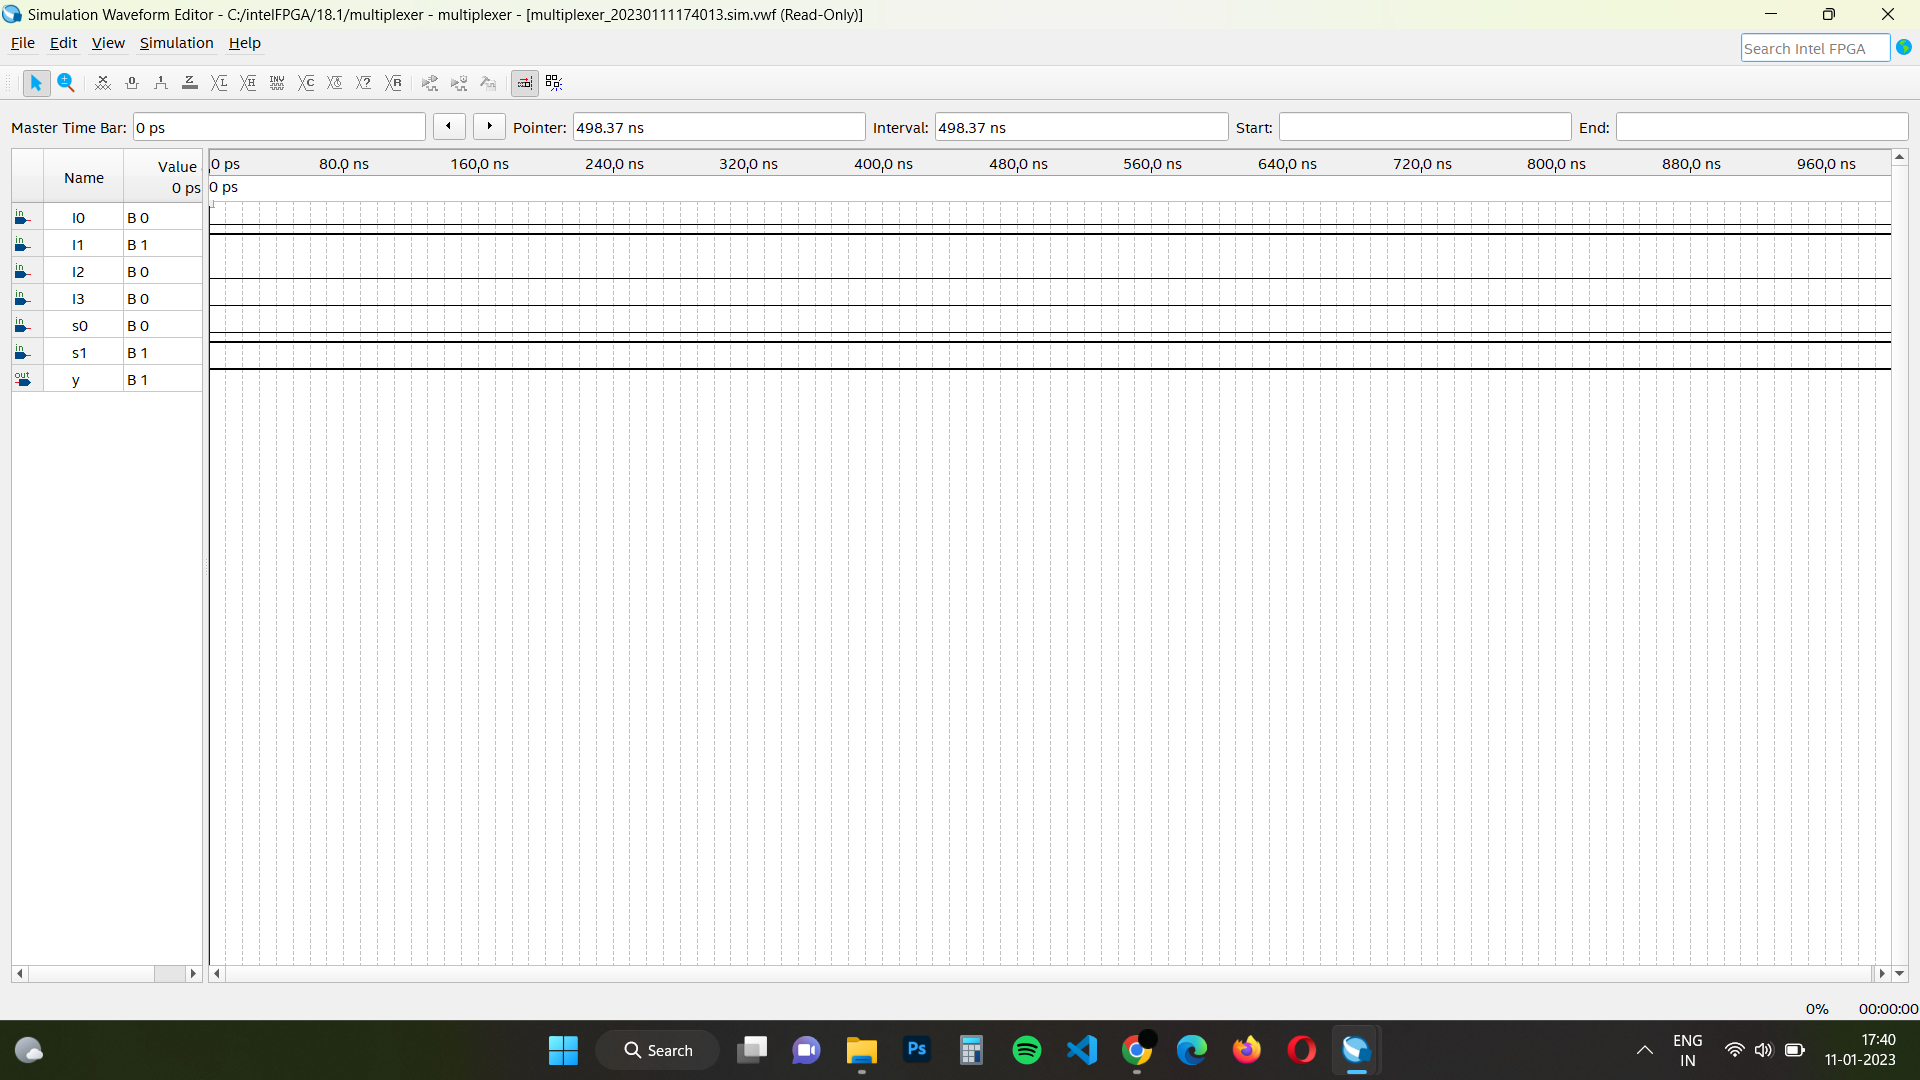 Simulation Waveform Editor - C:/intelFPGA/18.1/multiplexer - multiplexer - [multiplexer_20230111174013.sim.vwf (Read-Only)]
File Edit View Simulation Help
Search Intel FPGA
Master Time Bar: 0 ps Pointer: 498.37 ns Interval: 498.37 ns Start: End:
Name Value 0 ps
0 ps 80.0 ns 160.0 ns 240.0 ns 320.0 ns 400.0 ns 480.0 ns 560.0 ns 640.0 ns 720.0 ns 800.0 ns 880.0 ns 960.0 ns
0 ps
in I0 B 0
in I1 B 1
in I2 B 0
in I3 B 0
in s0 B 0
in s1 B 1
out y B 1
0% 00:00:00
Search
Ps
ENG
IN
17:40
11-01-2023